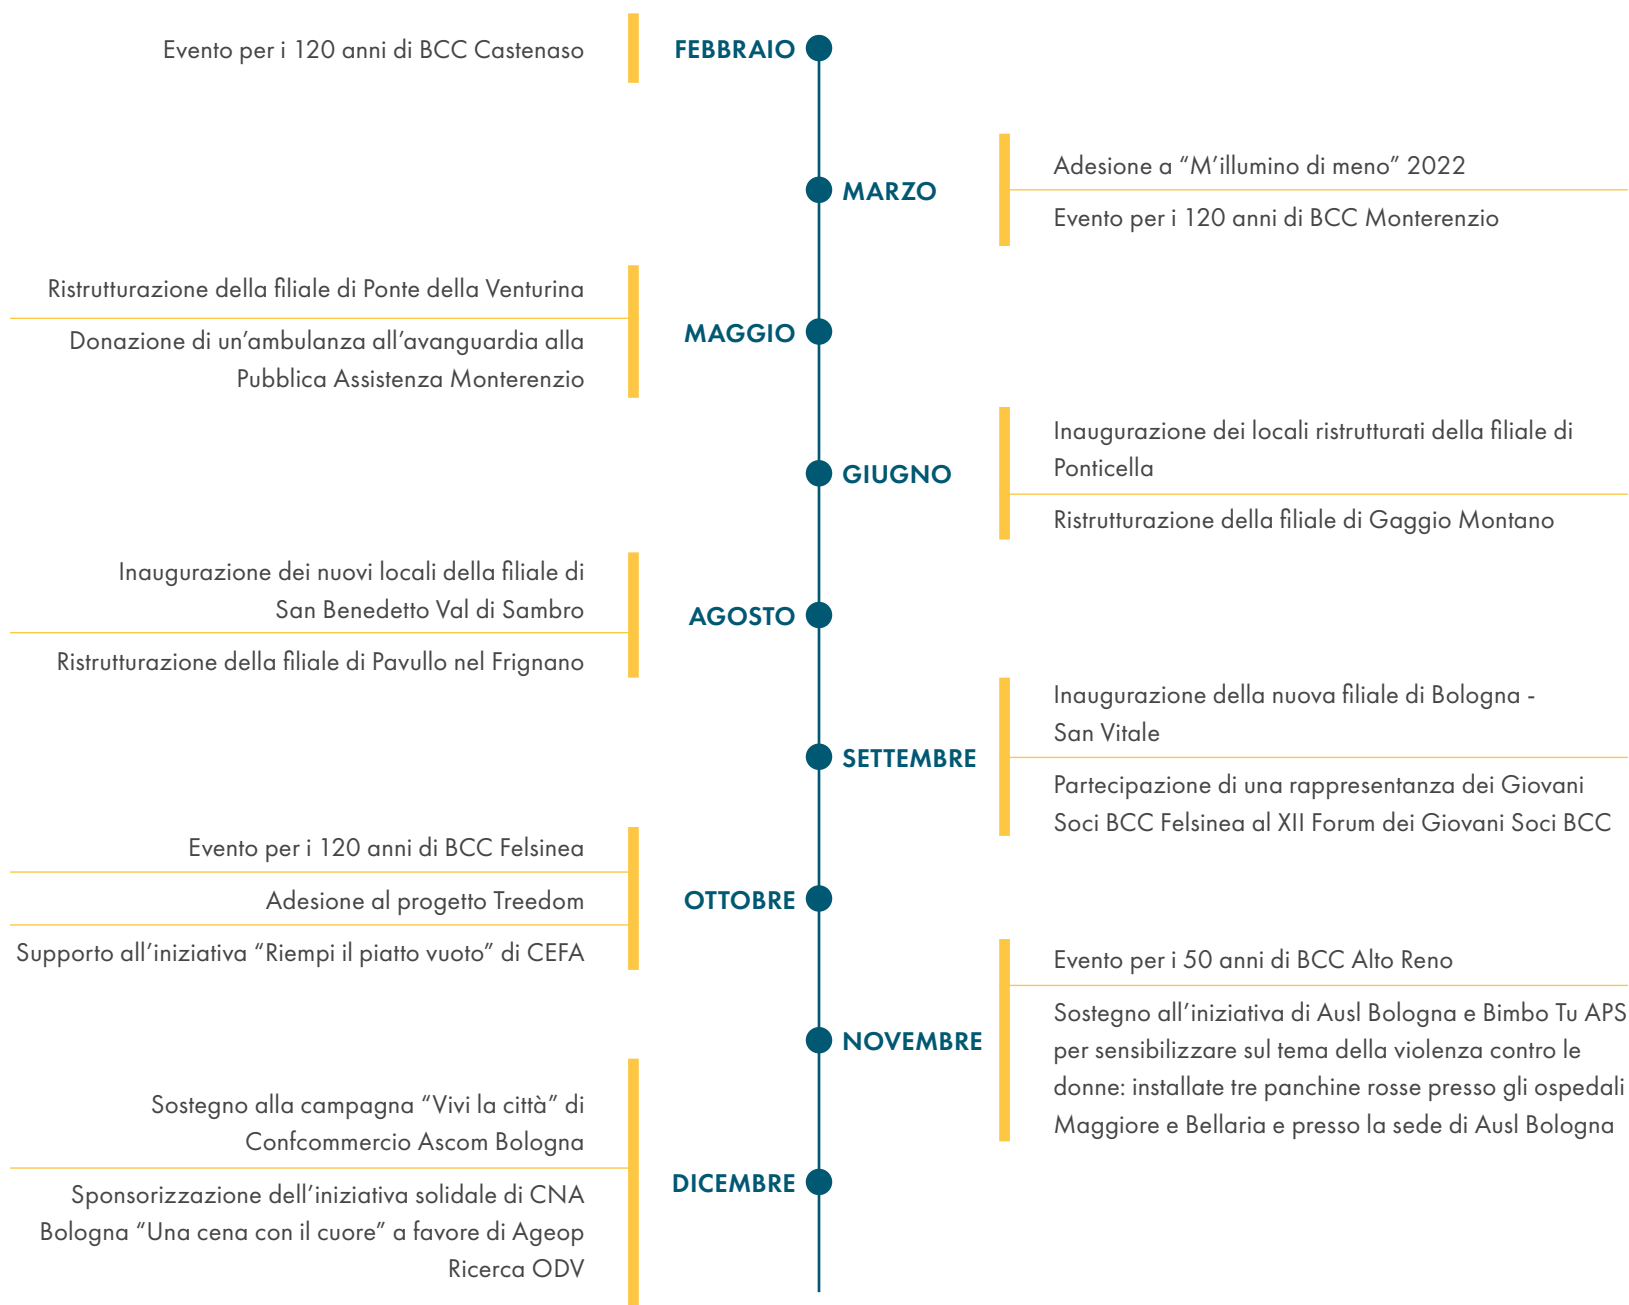 FEBBRAIO
Evento per i 120 anni di BCC Castenaso
MARZO
Adesione a “M’illumino di meno” 2022
Evento per i 120 anni di BCC Monterenzio
MAGGIO
Ristrutturazione della filiale di Ponte della Venturina
Donazione di un’ambulanza all’avanguardia alla
Pubblica Assistenza Monterenzio
GIUGNO
Inaugurazione dei locali ristrutturati della filiale di
Ponticella
Ristrutturazione della filiale di Gaggio Montano
AGOSTO
Inaugurazione dei nuovi locali della filiale di
San Benedetto Val di Sambro
Ristrutturazione della filiale di Pavullo nel Frignano
SETTEMBRE
Inaugurazione della nuova filiale di Bologna -
San Vitale
Partecipazione di una rappresentanza dei Giovani
Soci BCC Felsinea al XII Forum dei Giovani Soci BCC
OTTOBRE
Evento per i 120 anni di BCC Felsinea
Adesione al progetto Treedom
Supporto all’iniziativa “Riempi il piatto vuoto” di CEFA
NOVEMBRE
Evento per i 50 anni di BCC Alto Reno
Sostegno all’iniziativa di Ausl Bologna e Bimbo Tu APS
per sensibilizzare sul tema della violenza contro le
donne: installate tre panchine rosse presso gli ospedali
Maggiore e Bellaria e presso la sede di Ausl Bologna
DICEMBRE
Sostegno alla campagna “Vivi la città” di
Confcommercio Ascom Bologna
Sponsorizzazione dell’iniziativa solidale di CNA
Bologna “Una cena con il cuore” a favore di Ageop
Ricerca ODV